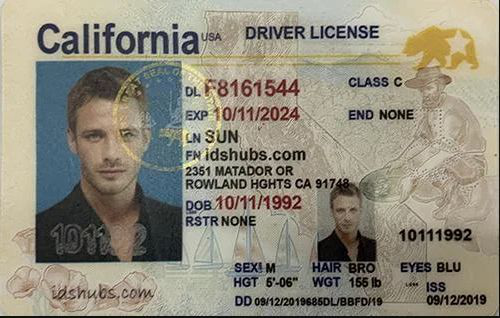 California USA DRIVER LICENSE
DL F8161544 CLASS C
EXP 10/11/2024 END NONE
LN SUN
FN idshubs.com
2351 MATADOR OR
ROWLAND HGHTS CA 91748
DOB 10/11/1992
RSTR NONE
10111992
SEX M HAIR BRO EYES BLU
HGT 5'-06" WGT 155 lb ISS
DD 09/12/2019685DL/BBFD/19 09/12/2019
idshubs.com